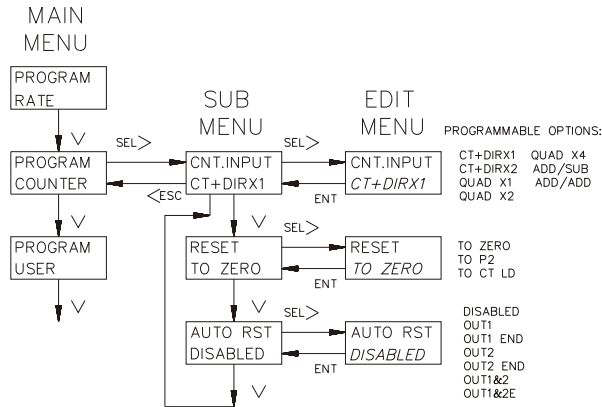 MAIN
MENU
PROGRAM
RATE
SUB
MENU
EDIT
MENU
PROGRAMMABLE OPTIONS:
SEL>
SEL>
PROGRAM
COUNTER
CNT.INPUT
CT+DIRX1
CNT.INPUT
CT+DIRX1
CT+DIRX1 QUAD X4
CT+DIRX2 ADD/SUB
QUAD X1 ADD/ADD
QUAD X2
<ESC
ENT
PROGRAM
USER
SEL>
RESET
TO ZERO
RESET
TO ZERO
TO ZERO
TO P2
TO CT LD
ENT
SEL>
AUTO RST
DISABLED
AUTO RST
DISABLED
DISABLED
OUT1
OUT1 END
OUT2
OUT2 END
OUT1&2
OUT1&2E
ENT